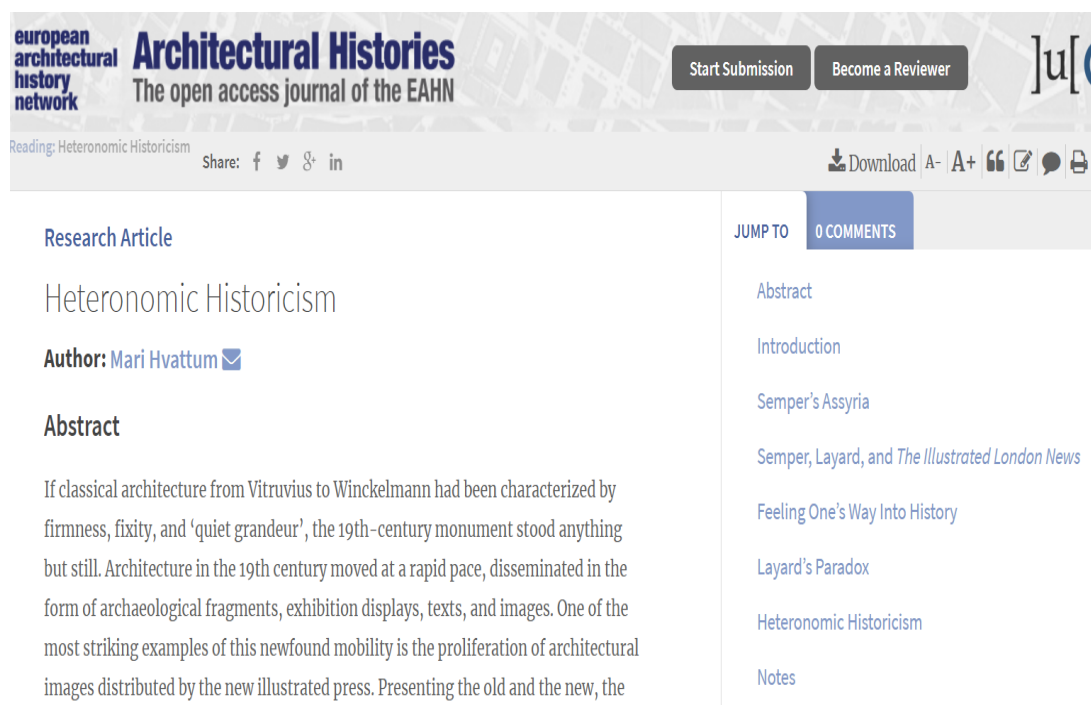 european
architectural
history
network
Architectural Histories
The open access journal of the EAHN
Start Submission
Become a Reviewer
]u[
Reading: Heteronomic Historicism
Share:
Download A- A+
Research Article
Heteronomic Historicism
Author: Mari Hvattum
Abstract
If classical architecture from Vitruvius to Winckelmann had been characterized by
firmness, fixity, and ‘quiet grandeur’, the 19th-century monument stood anything
but still. Architecture in the 19th century moved at a rapid pace, disseminated in the
form of archaeological fragments, exhibition displays, texts, and images. One of the
most striking examples of this newfound mobility is the proliferation of architectural
images distributed by the new illustrated press. Presenting the old and the new, the
JUMP TO
0 COMMENTS
Abstract
Introduction
Semper’s Assyria
Semper, Layard, and The Illustrated London News
Feeling One’s Way Into History
Layard’s Paradox
Heteronomic Historicism
Notes